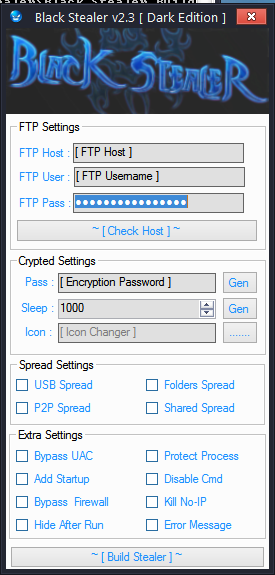 Black Stealer v2.3 [ Dark Edition ]
BLACK STEALER
FTP Settings
FTP Host : [ FTP Host ]
FTP User : [ FTP Username ]
FTP Pass : ●●●●●●●●●●●●●●●
~ [ Check Host ] ~
Crypted Settings
Pass : [ Encryption Password ] Gen
Sleep : 1000 Gen
Icon : [ Icon Changer ] .......
Spread Settings
USB Spread Folders Spread
P2P Spread Shared Spread
Extra Settings
Bypass UAC Protect Process
Add Startup Disable Cmd
Bypass Firewall Kill No-IP
Hide After Run Error Message
~ [ Build Stealer ] ~